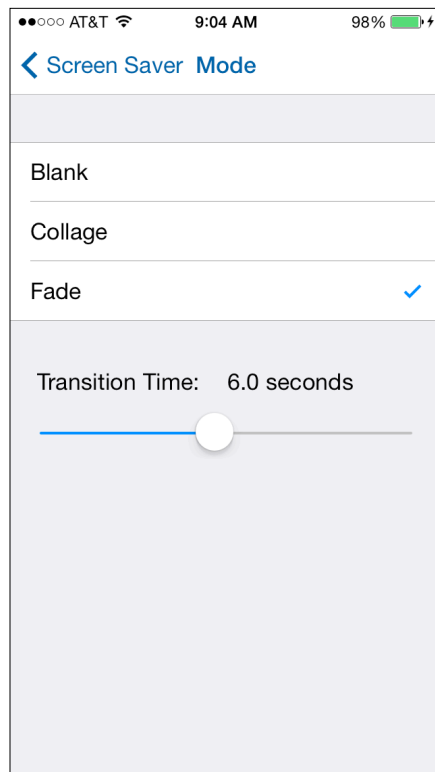 AT&T 9:04 AM 98%
Screen Saver Mode
Blank
Collage
Fade
Transition Time: 6.0 seconds